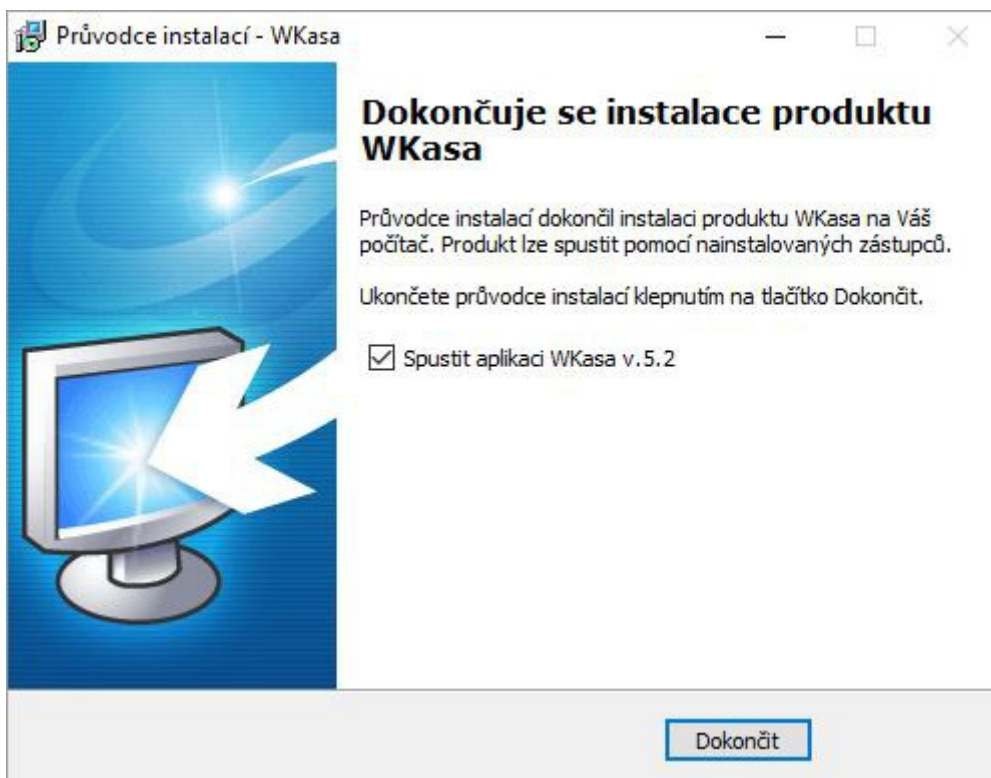 Průvodce instalací - WKasa
Dokončuje se instalace produktu
WKasa
Průvodce instalací dokončil instalaci produktu WKasa na Váš
počítač. Produkt lze spustit pomocí nainstalovaných zástupců.
Ukončete průvodce instalací klepnutím na tlačítko Dokončit.
Spustit aplikaci WKasa v.5.2
Dokončit